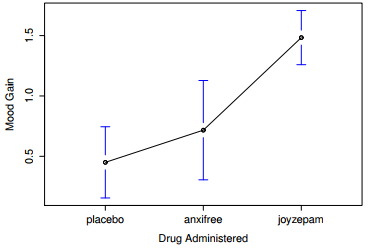 Mood Gain
1.5
1.0
0.5
placebo anxifree joyzepam
Drug Administered